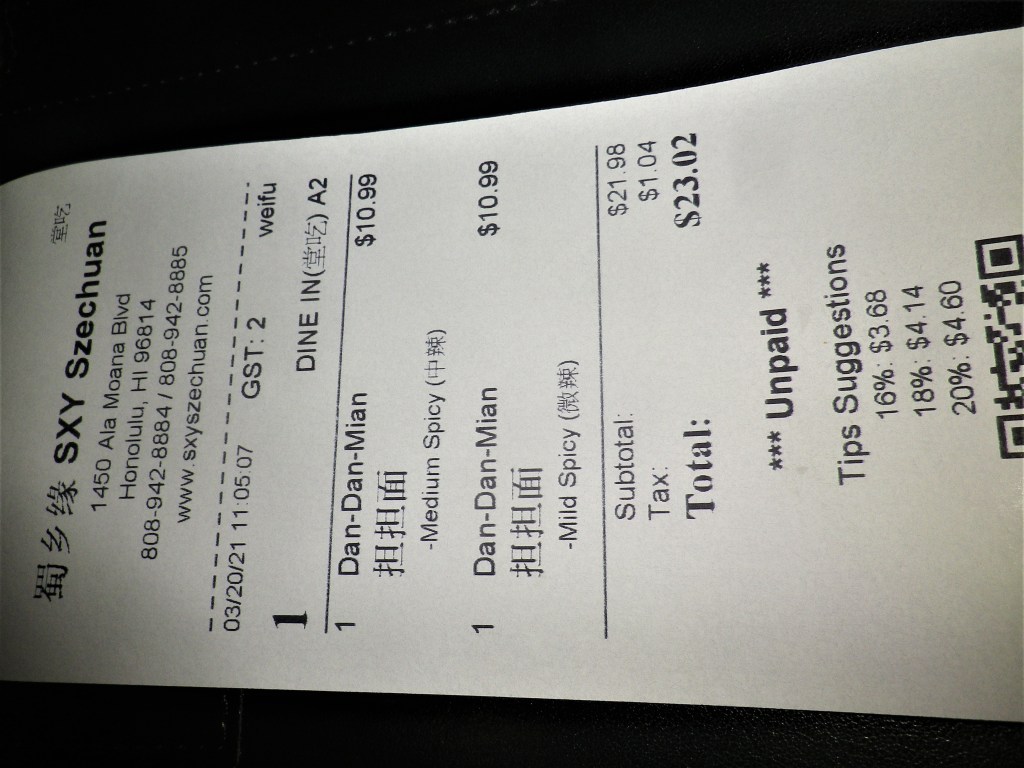 堂吃
蜀乡缘 SXY Szechuan
1450 Ala Moana Blvd
Honolulu, HI 96814
808-942-8884 / 808-942-8885
www.sxyszechuan.com
03/20/21 11:05:07 GST: 2 weifu
1 DINE IN(堂吃) A2
1 Dan-Dan-Mian $10.99
担担面
-Medium Spicy (中辣)
1 Dan-Dan-Mian $10.99
担担面
-Mild Spicy (微辣)
Subtotal: $21.98
Tax: $1.04
Total: $23.02
*** Unpaid ***
Tips Suggestions
16%: $3.68
18%: $4.14
20%: $4.60